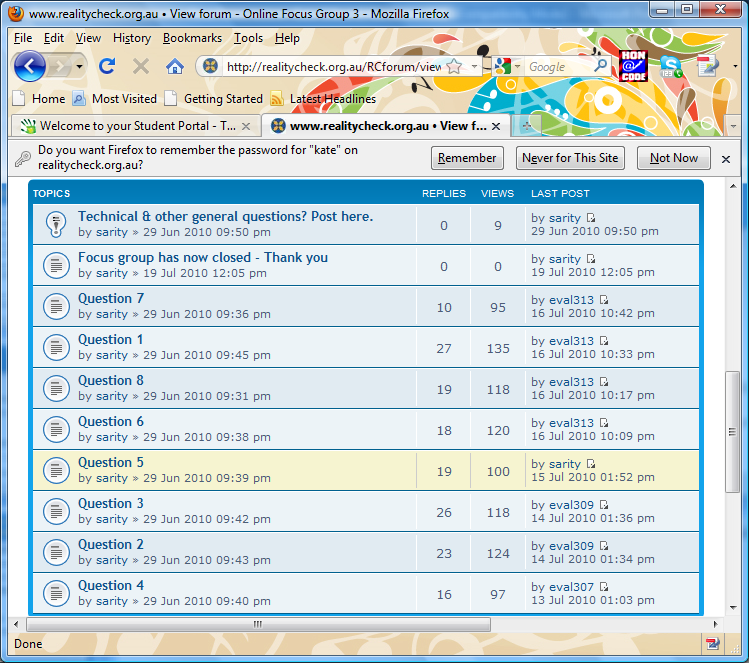 www.realitycheck.org.au • View forum - Online Focus Group 3 - Mozilla Firefox
File Edit View History Bookmarks Tools Help
http://realitycheck.org.au/RCforum/view
Google
HON @/ CODE
Home Most Visited Getting Started Latest Headlines
Welcome to your Student Portal - T...
www.realitycheck.org.au • View f...
Do you want Firefox to remember the password for "kate" on
realitycheck.org.au?
Remember Never for This Site Not Now
TOPICS REPLIES VIEWS LAST POST
Technical & other general questions? Post here.
by sarity » 29 Jun 2010 09:50 pm
0 9
by sarity
29 Jun 2010 09:50 pm
Focus group has now closed - Thank you
by sarity » 19 Jul 2010 12:05 pm
0 0
by sarity
19 Jul 2010 12:05 pm
Question 7
by sarity » 29 Jun 2010 09:36 pm
10 95
by eval313
16 Jul 2010 10:42 pm
Question 1
by sarity » 29 Jun 2010 09:45 pm
27 135
by eval313
16 Jul 2010 10:33 pm
Question 8
by sarity » 29 Jun 2010 09:31 pm
19 118
by eval313
16 Jul 2010 10:17 pm
Question 6
by sarity » 29 Jun 2010 09:38 pm
18 120
by eval313
16 Jul 2010 10:09 pm
Question 5
by sarity » 29 Jun 2010 09:39 pm
19 100
by sarity
15 Jul 2010 01:52 pm
Question 3
by sarity » 29 Jun 2010 09:42 pm
26 118
by eval309
14 Jul 2010 01:36 pm
Question 2
by sarity » 29 Jun 2010 09:43 pm
23 124
by eval309
14 Jul 2010 01:34 pm
Question 4
by sarity » 29 Jun 2010 09:40 pm
16 97
by eval307
13 Jul 2010 01:03 pm
Done